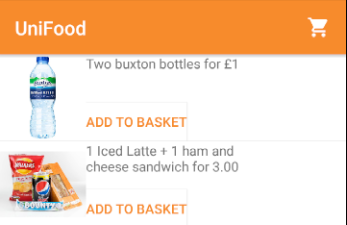 UniFood
Two buxton bottles for £1
ADD TO BASKET
1 Iced Latte + 1 ham and
cheese sandwich for 3.00
ADD TO BASKET